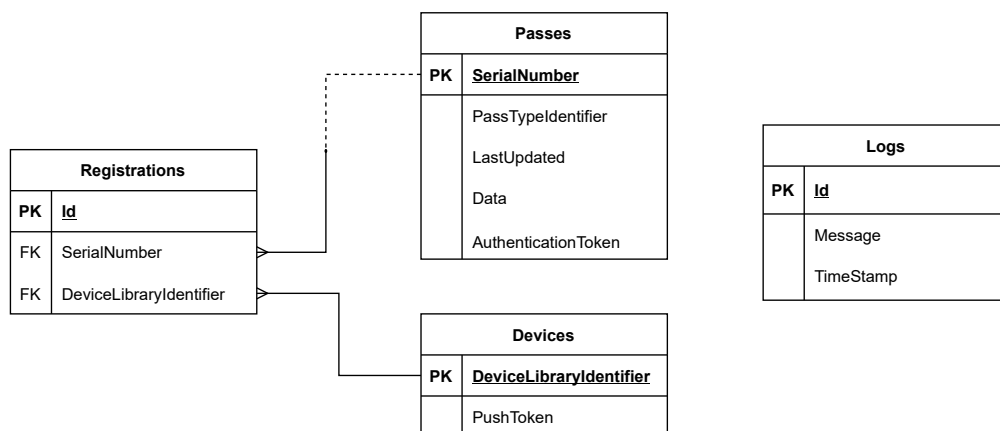 Passes
PK SerialNumber
PassTypeIdentifier
LastUpdated
Data
AuthenticationToken
Registrations
PK Id
FK SerialNumber
FK DeviceLibraryIdentifier
Logs
PK Id
Message
TimeStamp
Devices
PK DeviceLibraryIdentifier
PushToken